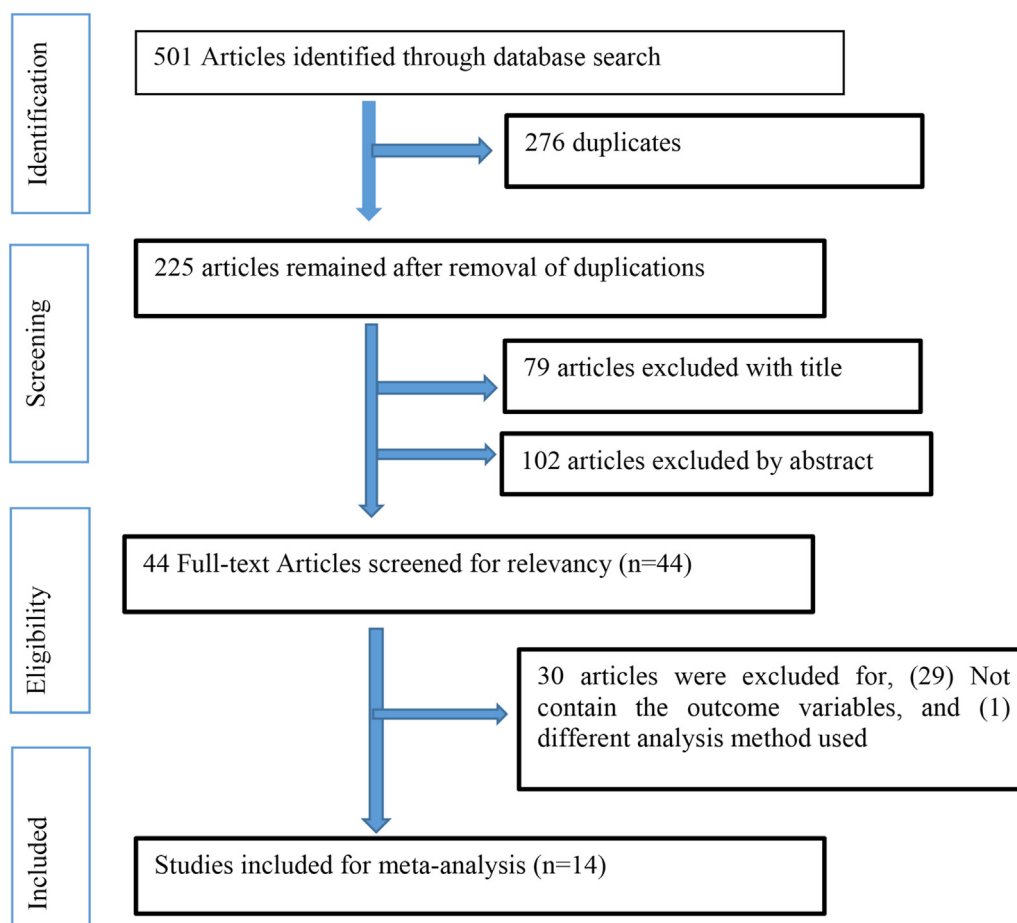 Identification
501 Articles identified through database search
276 duplicates
Screening
225 articles remained after removal of duplications
79 articles excluded with title
102 articles excluded by abstract
Eligibility
44 Full-text Articles screened for relevancy (n=44)
30 articles were excluded for, (29) Not
contain the outcome variables, and (1)
different analysis method used
Included
Studies included for meta-analysis (n=14)